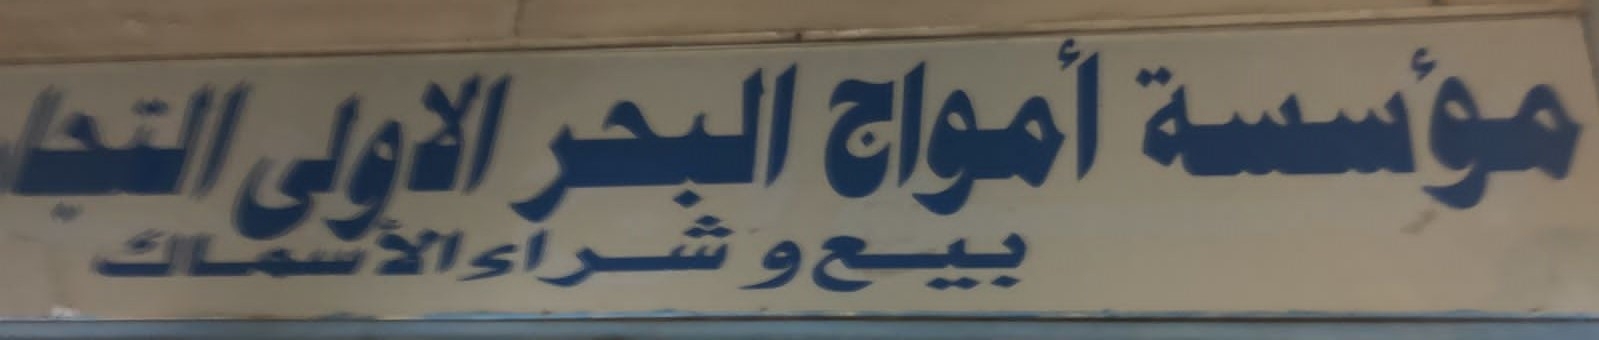 مؤسسة أمواج البحر الاولى
بيع و شراء الأسماك